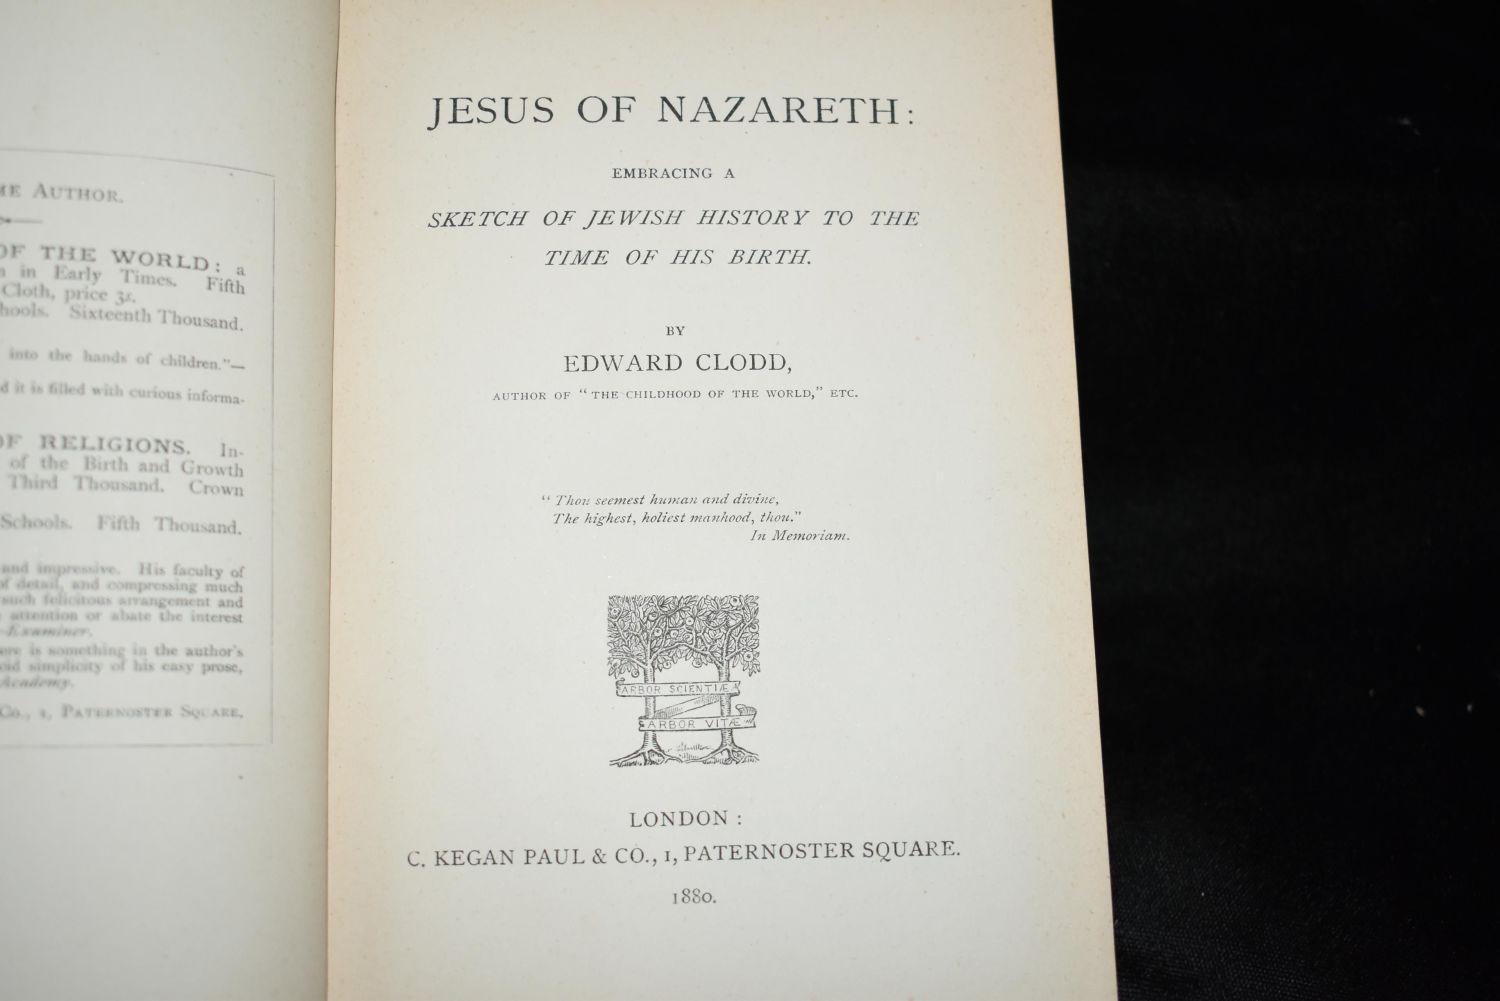 ME AUTHOR.
OF THE WORLD: a
in Early Times. Fifth
Cloth, price 3s.
hools. Sixteenth Thousand.
into the hands of children."—
d it is filled with curious informa-
OF RELIGIONS. In-
of the Birth and Growth
Third Thousand. Crown
Schools. Fifth Thousand.
and impressive. His faculty of
of detail, and compressing much
such felicitous arrangement and
attention or abate the interest
Examiner.
ere is something in the author's
simplicity of his easy prose,
Academy.
Co., 1, PATERNOSTER SQUARE,
JESUS OF NAZARETH:
EMBRACING A
SKETCH OF JEWISH HISTORY TO THE
TIME OF HIS BIRTH.
BY
EDWARD CLODD,
AUTHOR OF "THE CHILDHOOD OF THE WORLD," ETC.
"Thou seemest human and divine,
The highest, holiest manhood, thou."
In Memoriam.
ARBOR SCIENTIÆ
ARBOR VITÆ
LONDON:
C. KEGAN PAUL & CO., 1, PATERNOSTER SQUARE.
1880.